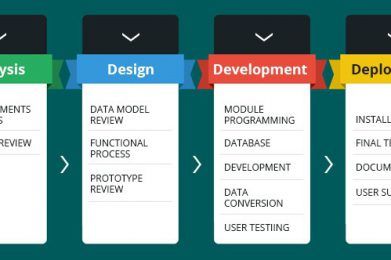 ysis
MENTS
S
REVIEW
Design
DATA MODEL
REVIEW
FUNCTIONAL
PROCESS
PROTOTYPE
REVIEW
Development
MODULE
PROGRAMMING
DATABASE
DEVELOPMENT
DATA
CONVERSION
USER TESTIING
Deplo
INSTALL
FINAL TE
DOCUM
USER SU